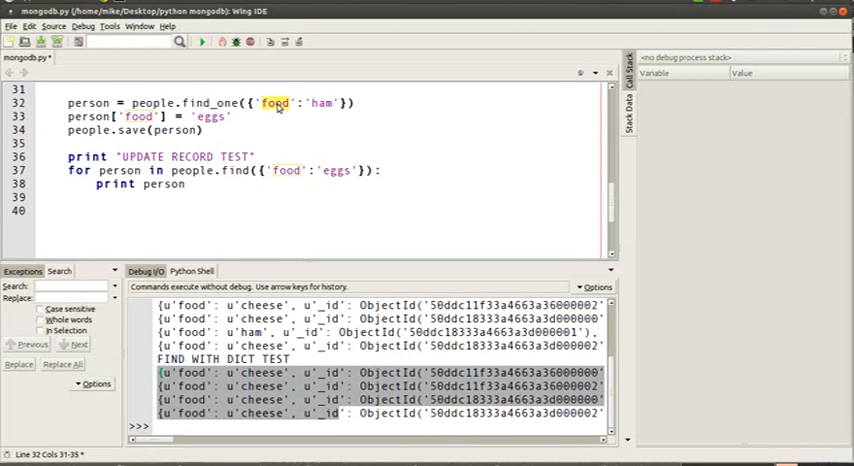 mongodb.py (/home/mike/Desktop/python mongodb): Wing IDE
File Edit Source Debug Tools Window Help
mongodb.py *
31
32 person = people.find_one({'food':'ham'})
33 person['food'] = 'eggs'
34 people.save(person)
35
36 print "UPDATE RECORD TEST"
37 for person in people.find({'food':'eggs'}):
38 print person
39
40
<no debug process stack>
Variable Value
Call Stack
Stack Data
Exceptions Search
Search:
Replace:
Case sensitive
Whole words
In Selection
Previous Next
Replace Replace All
Options
Debug I/O Python Shell
Commands execute without debug. Use arrow keys for history.
Options
{u'food': u'cheese', u'_id': ObjectId('50ddc11f33a4663a36000002'
{u'food': u'cheese', u'_id': ObjectId('50ddc18333a4663a3d000000'
{u'food': u'ham', u'_id': ObjectId('50ddc18333a4663a3d000001'),
{u'food': u'cheese', u'_id': ObjectId('50ddc18333a4663a3d000002'
FIND WITH DICT TEST
{u'food': u'cheese', u'_id': ObjectId('50ddc11f33a4663a36000000'
{u'food': u'cheese', u'_id': ObjectId('50ddc11f33a4663a36000002'
{u'food': u'cheese', u'_id': ObjectId('50ddc18333a4663a3d000000'
{u'food': u'cheese', u'_id': ObjectId('50ddc18333a4663a3d000002'
>>>
Line 32 Cols 31-35 *